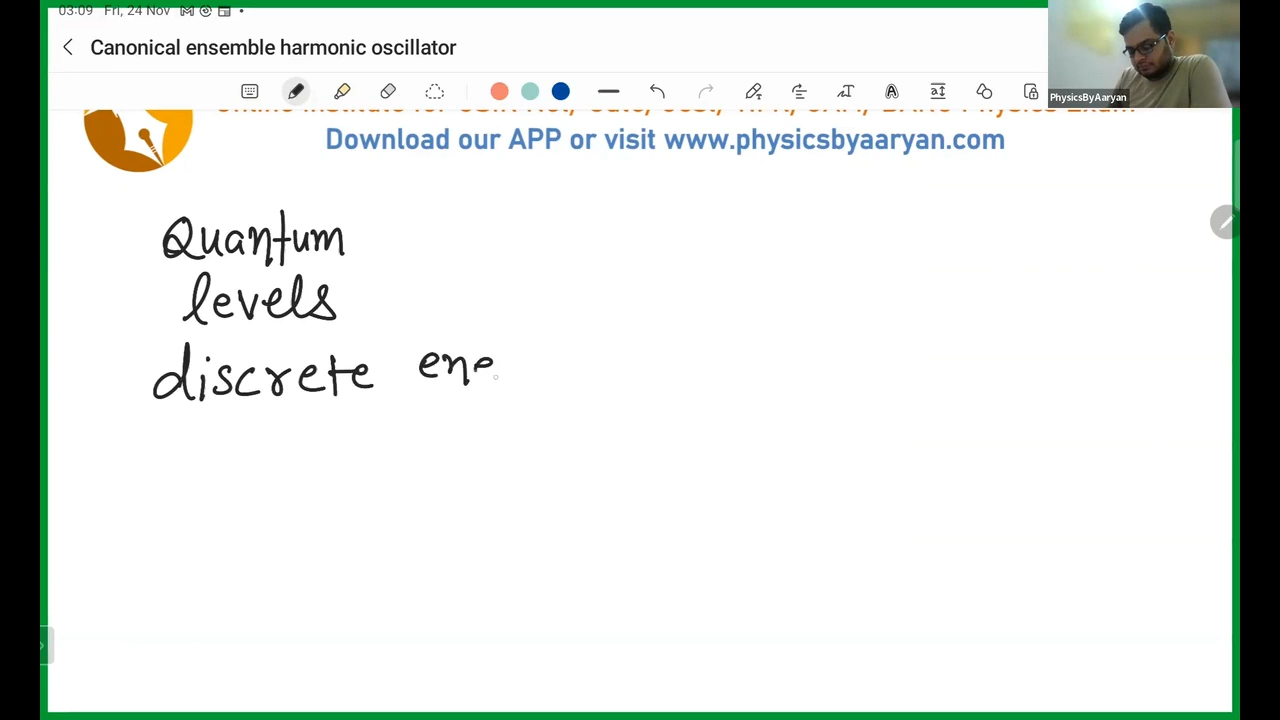 03:09 Fri, 24 Nov
Canonical ensemble harmonic oscillator
PhysicsByAaryan
Download our APP or visit www.physicsbyaaryan.com
Quantum
levels
discrete ene